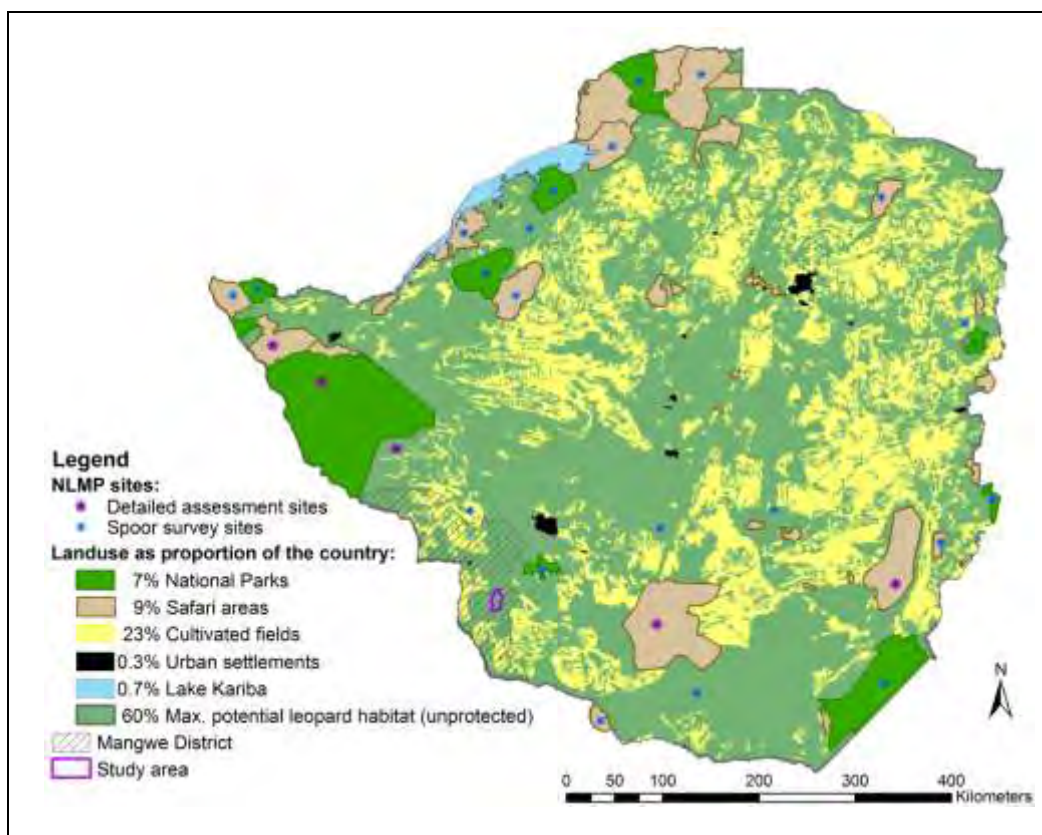 Legend
NLMP sites:
Detailed assessment sites
Spoor survey sites
Landuse as proportion of the country:
7% National Parks
9% Safari areas
23% Cultivated fields
0.3% Urban settlements
0.7% Lake Kariba
60% Max. potential leopard habitat (unprotected)
Mangwe District
Study area
N
0 50 100 200 300 400
Kilometers